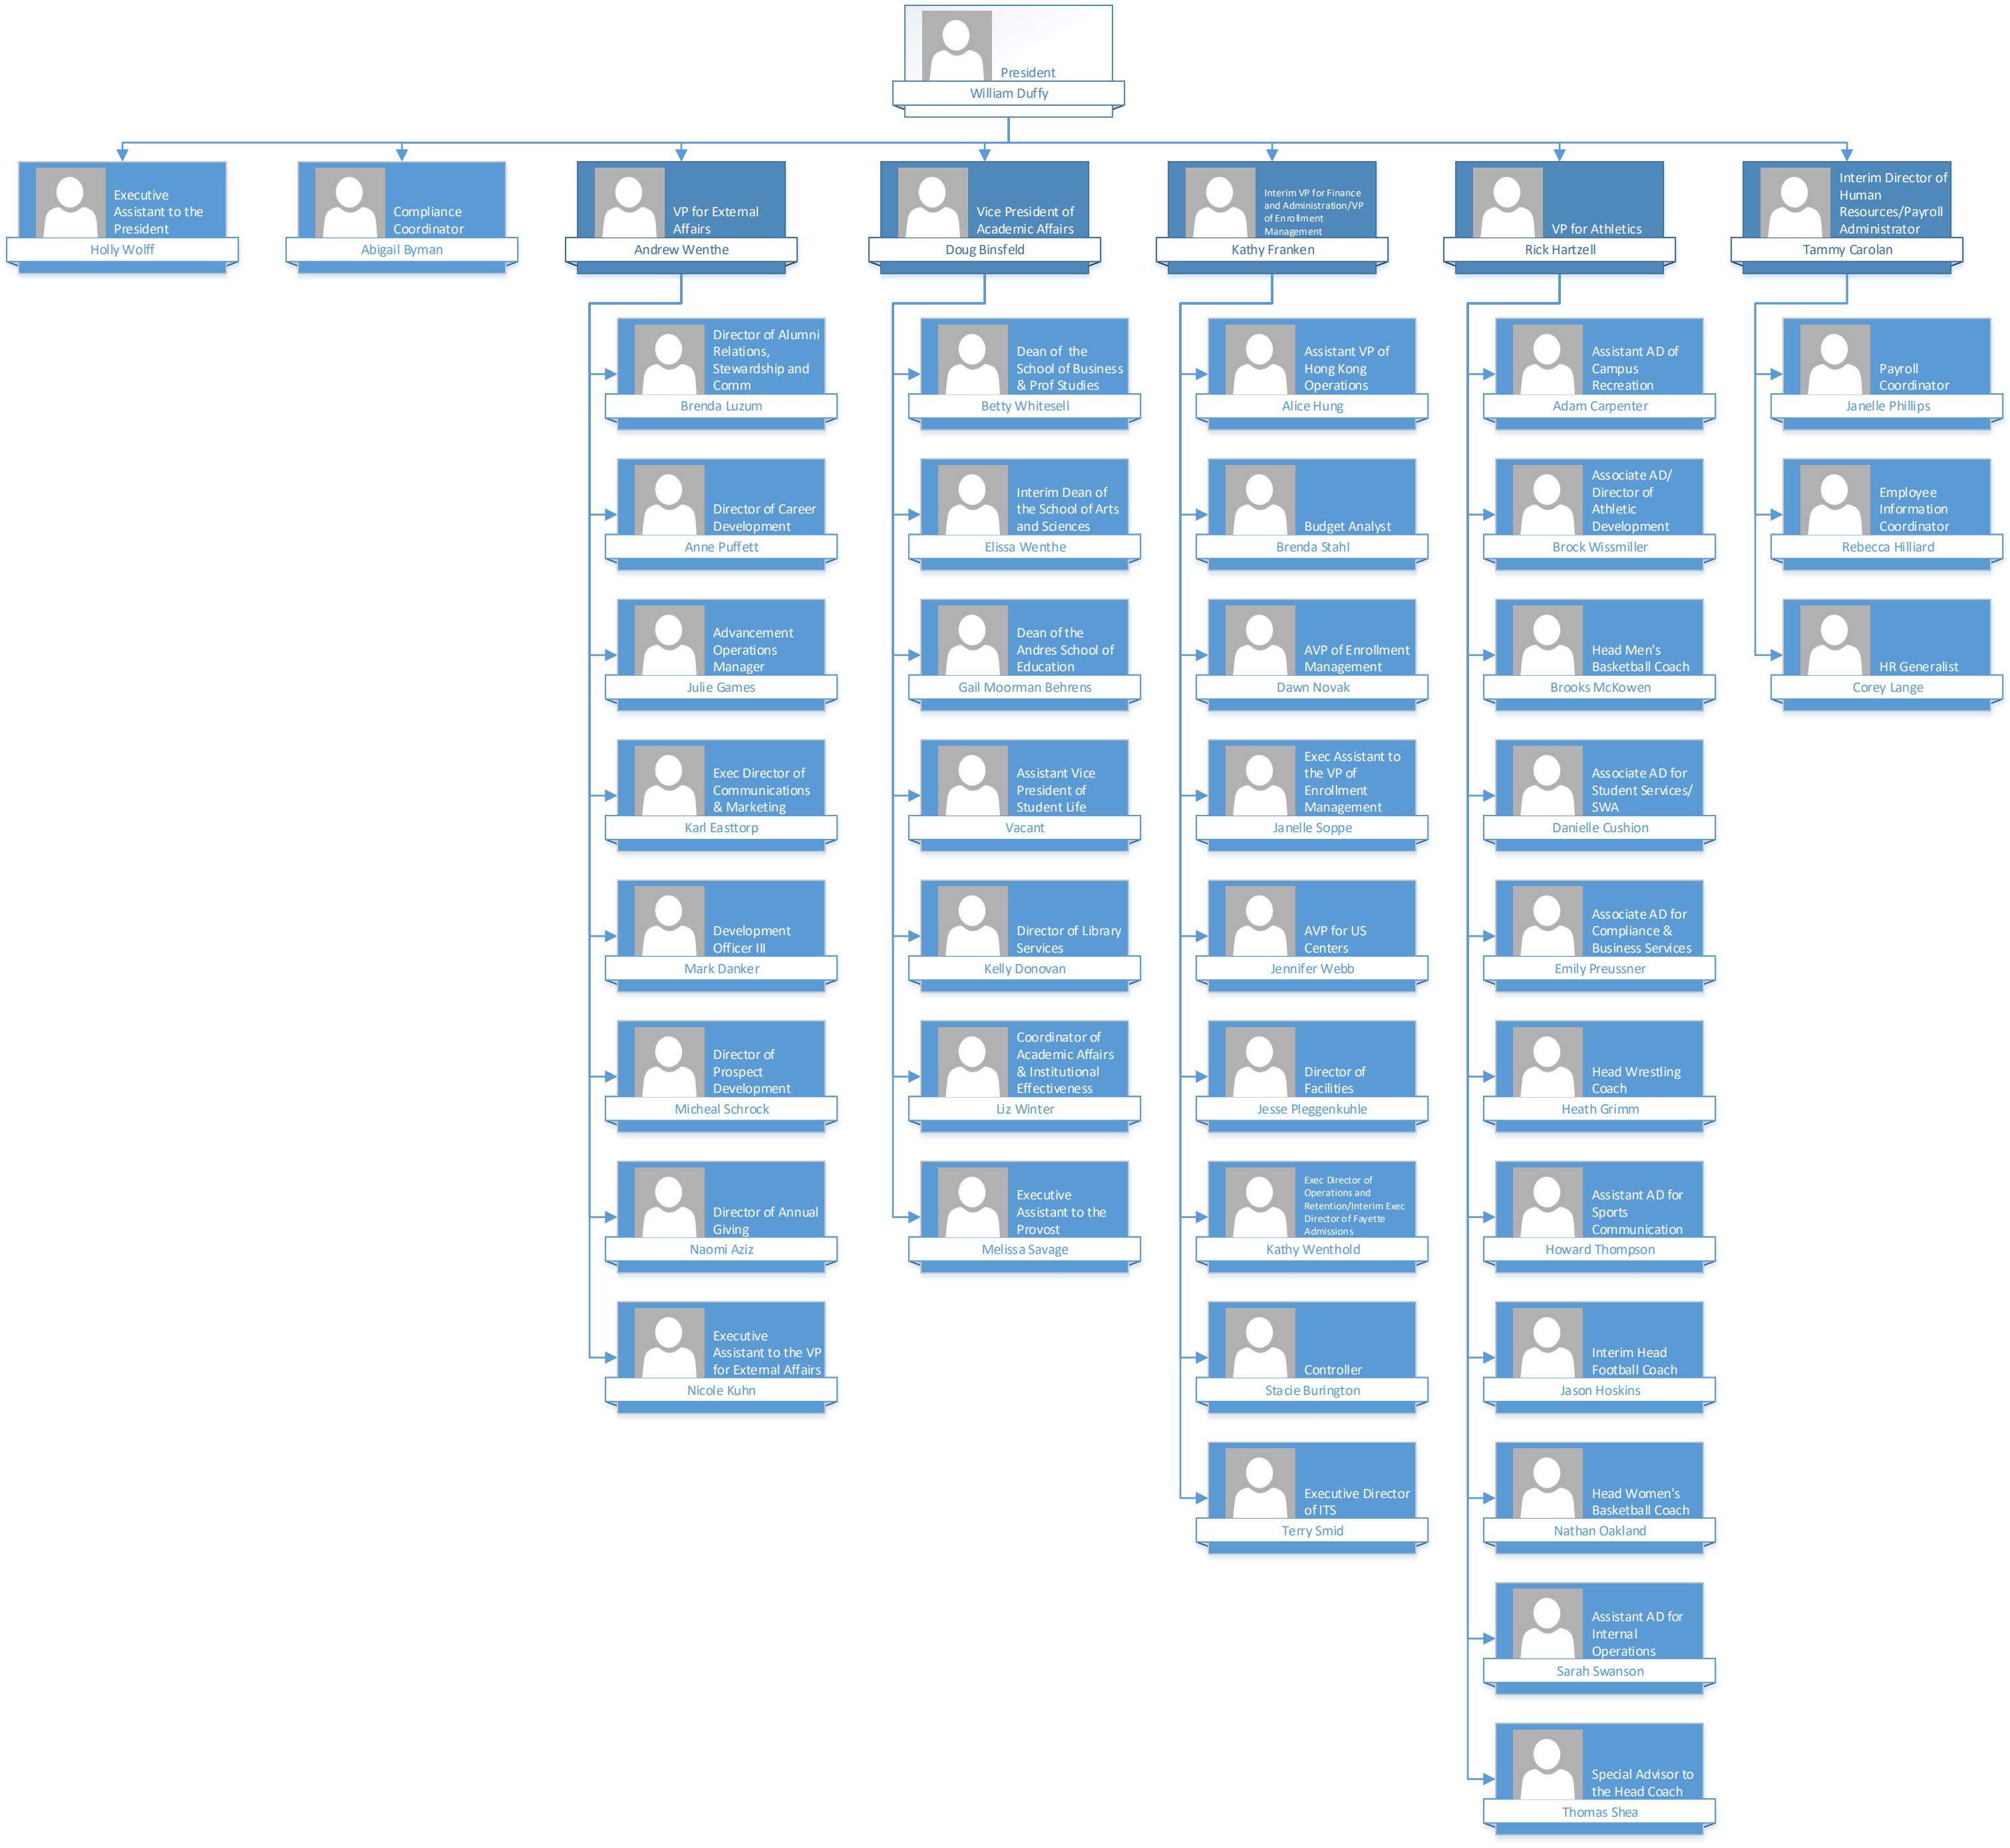 President
William Duffy
Executive
Assistant to the
President
Holly Wolff
Compliance
Coordinator
Abigail Byman
VP for External
Affairs
Andrew Wenthe
Vice President of
Academic Affairs
Doug Binsfeld
Interim VP for Finance
and Administration/VP
of Enrollment
Management
Kathy Franken
VP for Athletics
Rick Hartzell
Interim Director of
Human
Resources/Payroll
Administrator
Tammy Carolan
Director of Alumni
Relations,
Stewardship and
Comm
Brenda Luzum
Director of Career
Development
Anne Puffett
Advancement
Operations
Manager
Julie Games
Exec Director of
Communications
& Marketing
Karl Easttorp
Development
Officer III
Mark Danker
Director of
Prospect
Development
Micheal Schrock
Director of Annual
Giving
Naomi Aziz
Executive
Assistant to the VP
for External Affairs
Nicole Kuhn
Dean of the
School of Business
& Prof Studies
Betty Whitesell
Interim Dean of
the School of Arts
and Sciences
Elissa Wenthe
Dean of the
Andres School of
Education
Gail Moorman Behrens
Assistant Vice
President of
Student Life
Vacant
Director of Library
Services
Kelly Donovan
Coordinator of
Academic Affairs
& Institutional
Effectiveness
Liz Winter
Executive
Assistant to the
Provost
Melissa Savage
Assistant VP of
Hong Kong
Operations
Alice Hung
Budget Analyst
Brenda Stahl
AVP of Enrollment
Management
Dawn Novak
Exec Assistant to
the VP of
Enrollment
Management
Janelle Soppe
AVP for US
Centers
Jennifer Webb
Director of
Facilities
Jesse Pleggenkuhle
Exec Director of
Operations and
Retention/Interim Exec
Director of Fayette
Admissions
Kathy Wenthold
Controller
Stacie Burington
Executive Director
of ITS
Terry Smid
Assistant AD of
Campus
Recreation
Adam Carpenter
Associate AD/
Director of
Athletic
Development
Brock Wissmiller
Head Men's
Basketball Coach
Brooks McKowen
Associate AD for
Student Services/
SWA
Danielle Cushion
Associate AD for
Compliance &
Business Services
Emily Preussner
Head Wrestling
Coach
Heath Grimm
Assistant AD for
Sports
Communication
Howard Thompson
Interim Head
Football Coach
Jason Hoskins
Head Women's
Basketball Coach
Nathan Oakland
Assistant AD for
Internal
Operations
Sarah Swanson
Special Advisor to
the Head Coach
Thomas Shea
Payroll
Coordinator
Janelle Phillips
Employee
Information
Coordinator
Rebecca Hilliard
HR Generalist
Corey Lange